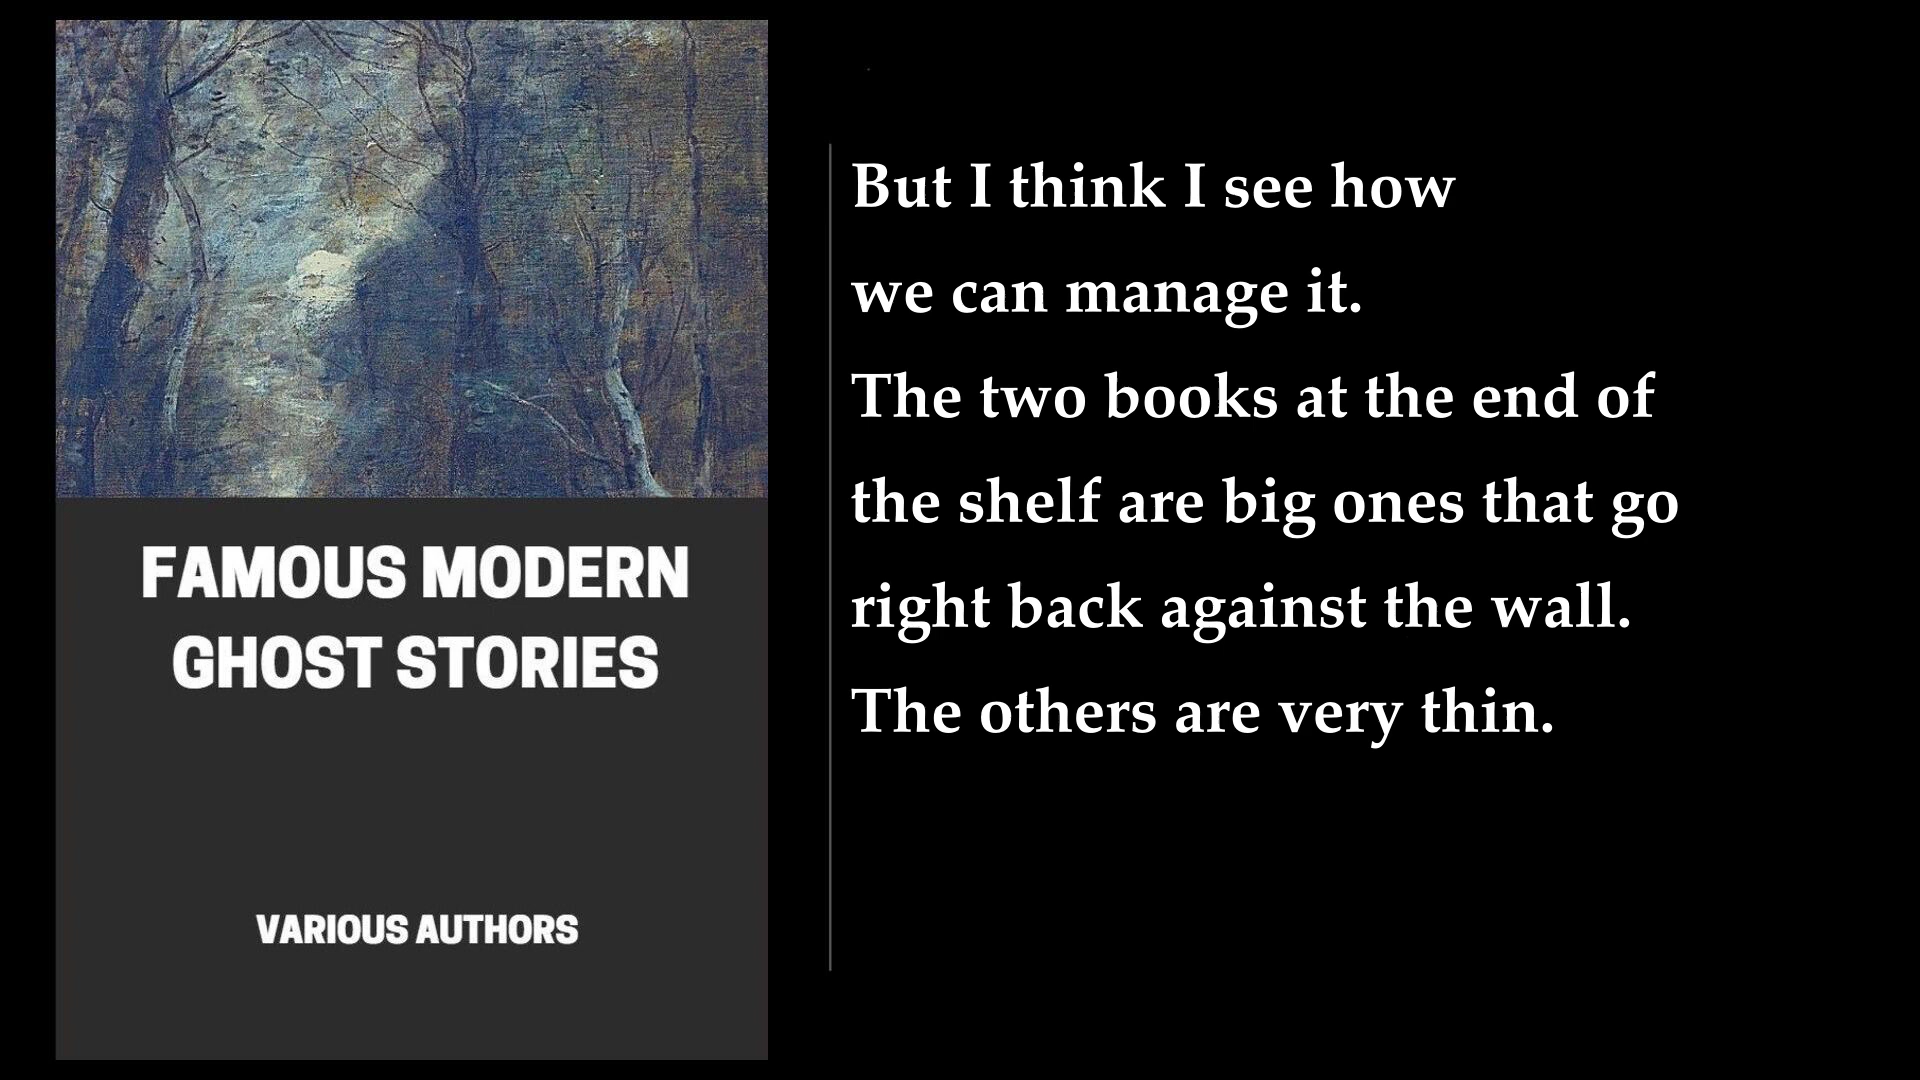 FAMOUS MODERN
GHOST STORIES
VARIOUS AUTHORS
But I think I see how
we can manage it.
The two books at the end of
the shelf are big ones that go
right back against the wall.
The others are very thin.